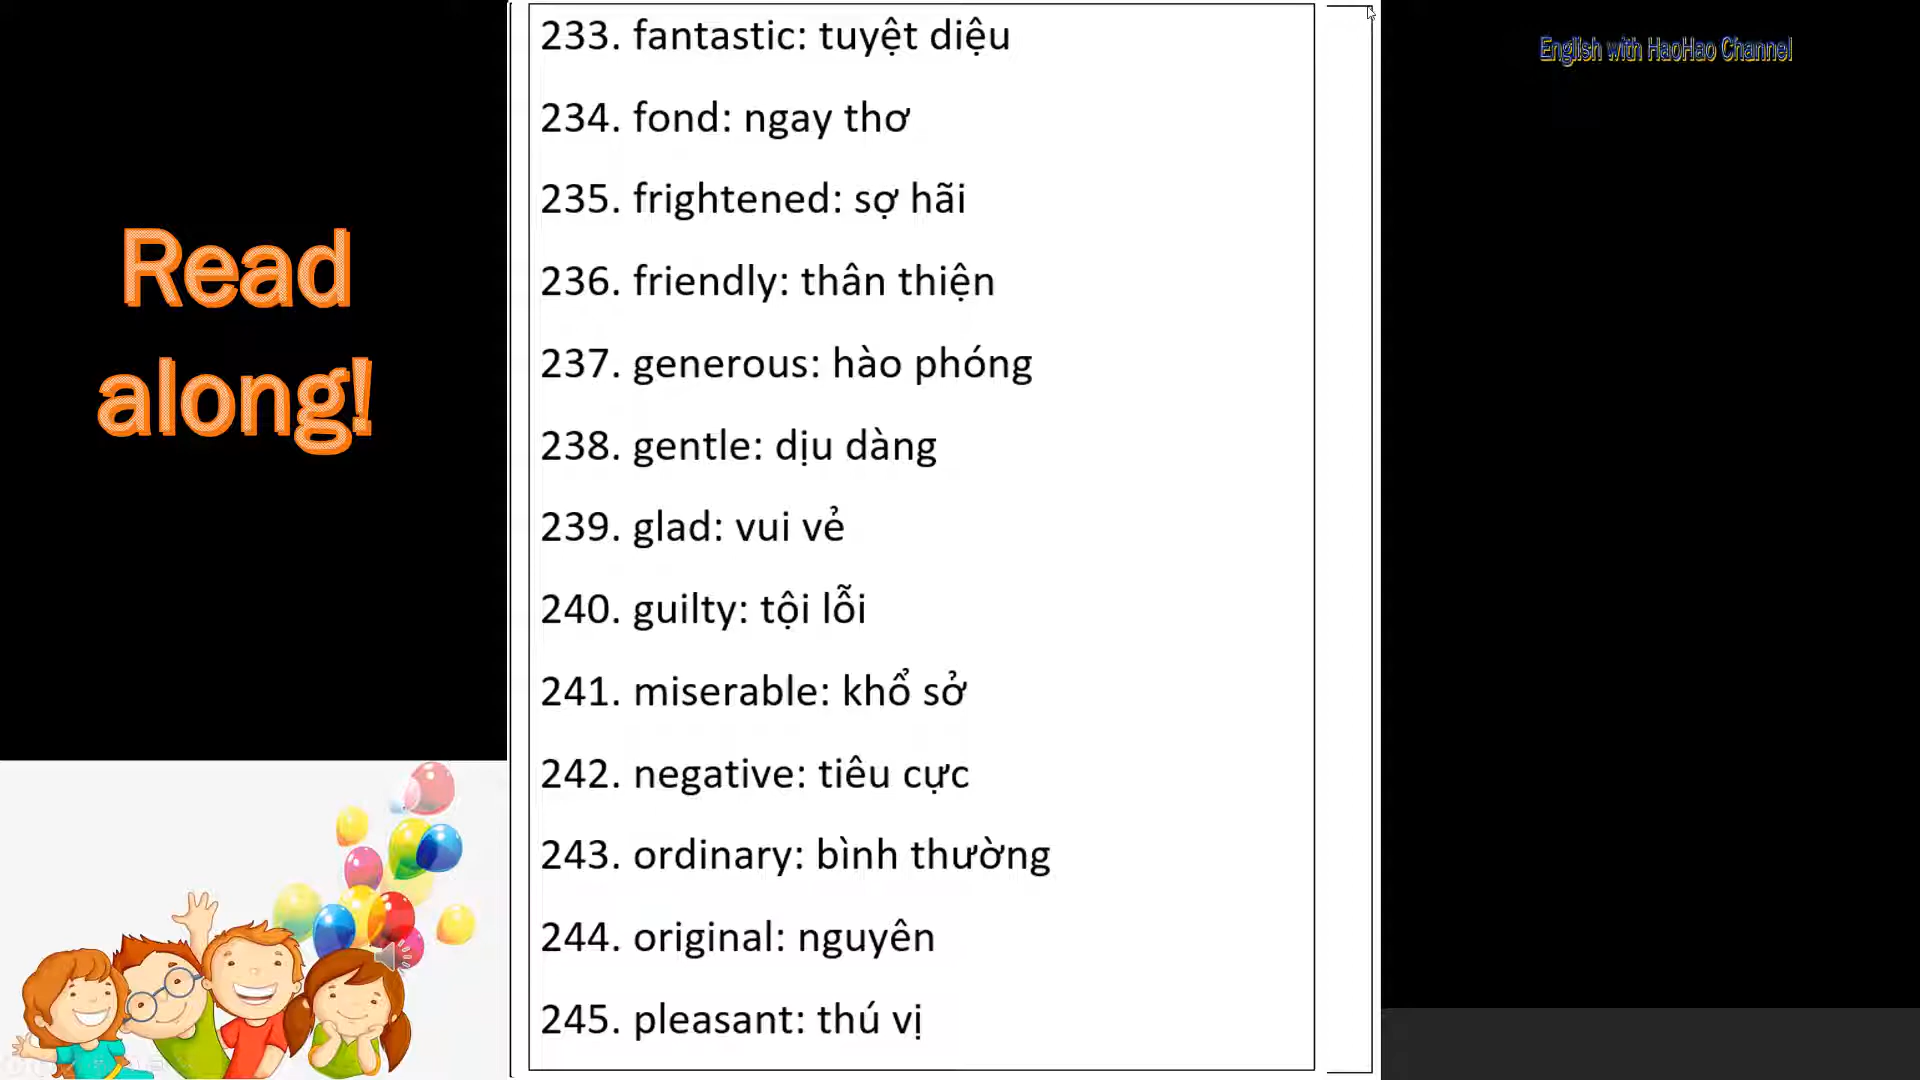 Read
along!
233. fantastic: tuyệt diệu
234. fond: ngay thơ
235. frightened: sợ hãi
236. friendly: thân thiện
237. generous: hào phóng
238. gentle: dịu dàng
239. glad: vui vẻ
240. guilty: tội lỗi
241. miserable: khổ sở
242. negative: tiêu cực
243. ordinary: bình thường
244. original: nguyên
245. pleasant: thú vị
English with HaoHao Channel